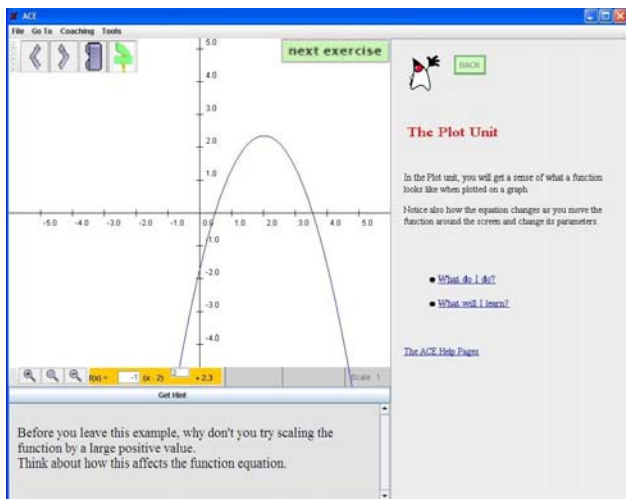 ACE
File Go To Coaching Tools
next exercise
5.0
4.0
3.0
2.0
1.0
-5.0 -4.0 -3.0 -2.0 -1.0 0.0 1.0 2.0 3.0 4.0 5.0
-2.0
-3.0
-4.0
f(x) = -1 (x - 2) 2 + 2.3
Scale 1
Get Hint
Before you leave this example, why don't you try scaling the
function by a large positive value.
Think about how this affects the function equation.
BACK
The Plot Unit
In the Plot unit, you will get a sense of what a function
looks like when plotted on a graph.
Notice also how the equation changes as you move the
function around the screen and change its parameters.
What do I do?
What will I learn?
The ACE Help Pages